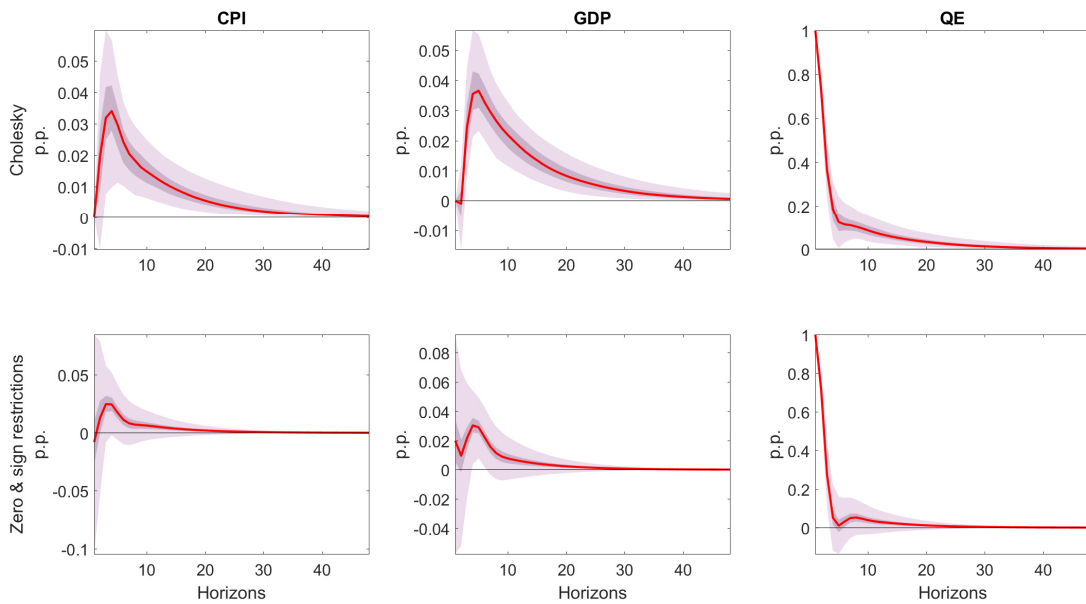 CPI GDP QE
Cholesky
p.p. p.p. p.p.
0.05 0.05 1
0.04 0.04 0.8
0.03 0.03 0.6
0.02 0.02 0.4
0.01 0.01 0.2
0 0 0
-0.01 -0.01
10 20 30 40 10 20 30 40 10 20 30 40
Zero & sign restrictions
p.p. p.p. p.p.
0.05 0.08 1
0 0.06 0.8
-0.05 0.04 0.6
-0.1 0.02 0.4
0 0.2
-0.02 0
-0.04
10 20 30 40 10 20 30 40 10 20 30 40
Horizons Horizons Horizons